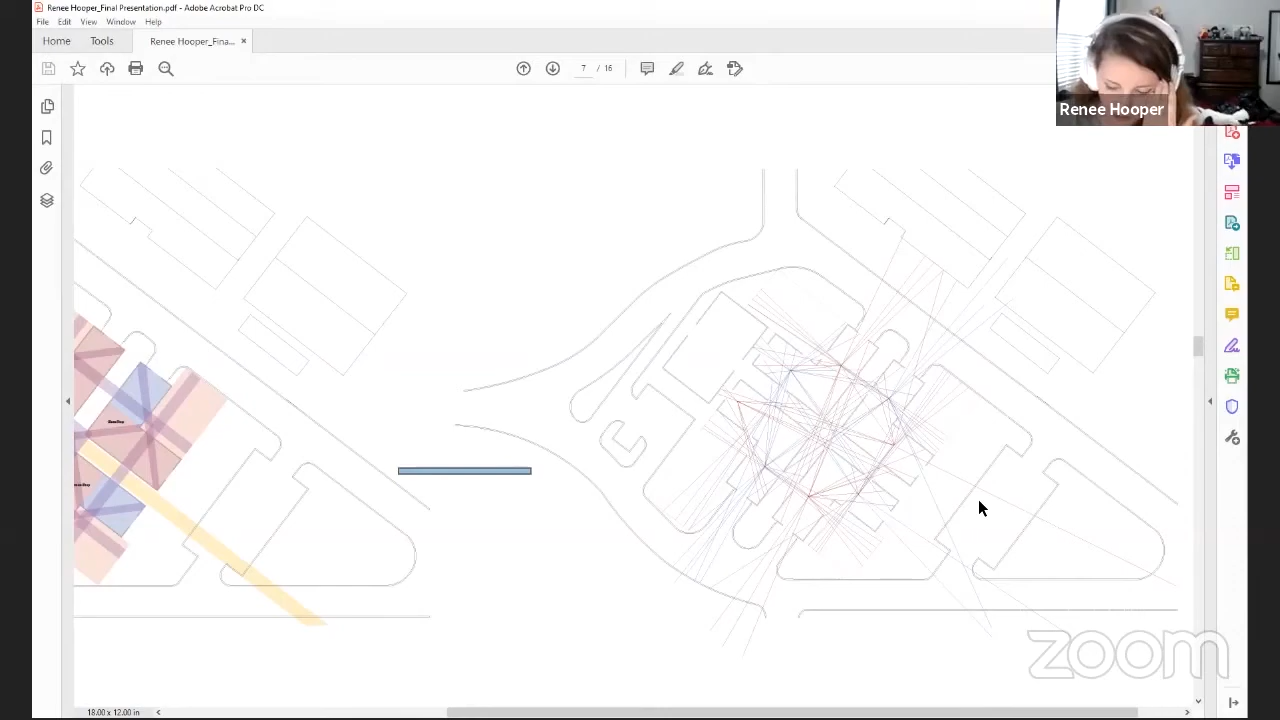 Renee Hooper_Final Presentation.pdf - Adobe Acrobat Pro DC
File Edit View Window Help
Home Tools Renee Hooper_Fina... ×
7 / 16
Renee Hooper
zoom
18.00 x 12.00 in